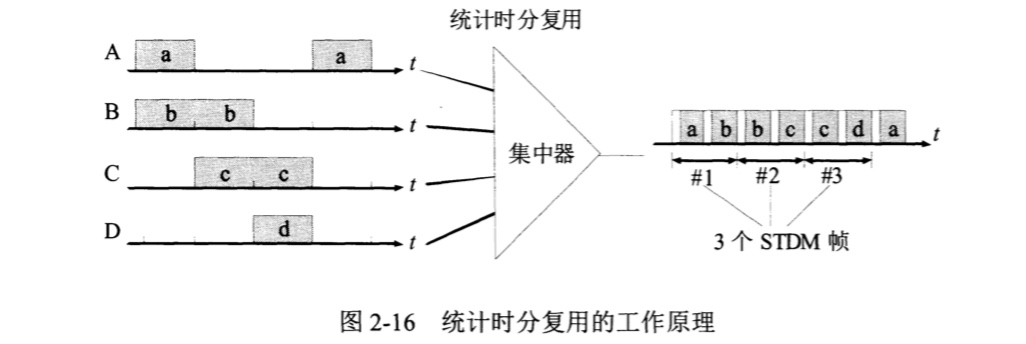 统计时分复用
A a a t
B b b t
C c c t
D d t
集中器
a b b c c d a t
#1 #2 #3
3 个 STDM 帧
图 2-16 统计时分复用的工作原理